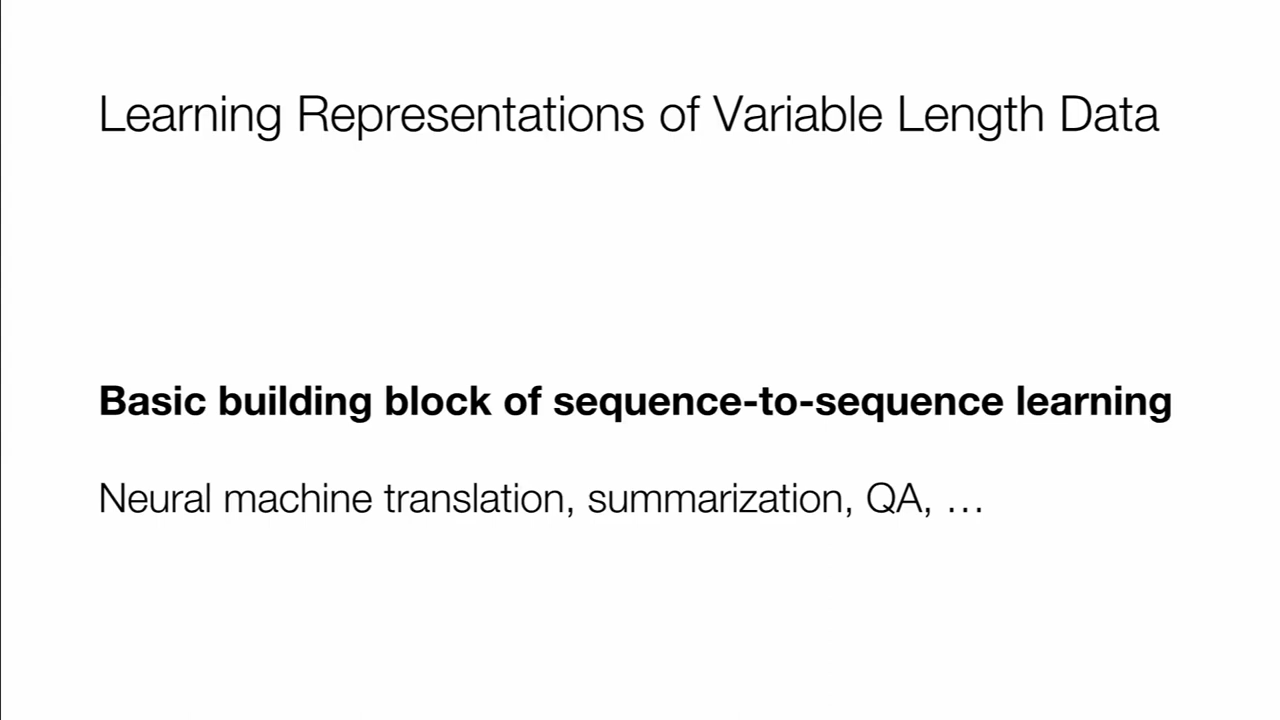 Learning Representations of Variable Length Data
Basic building block of sequence-to-sequence learning
Neural machine translation, summarization, QA, …